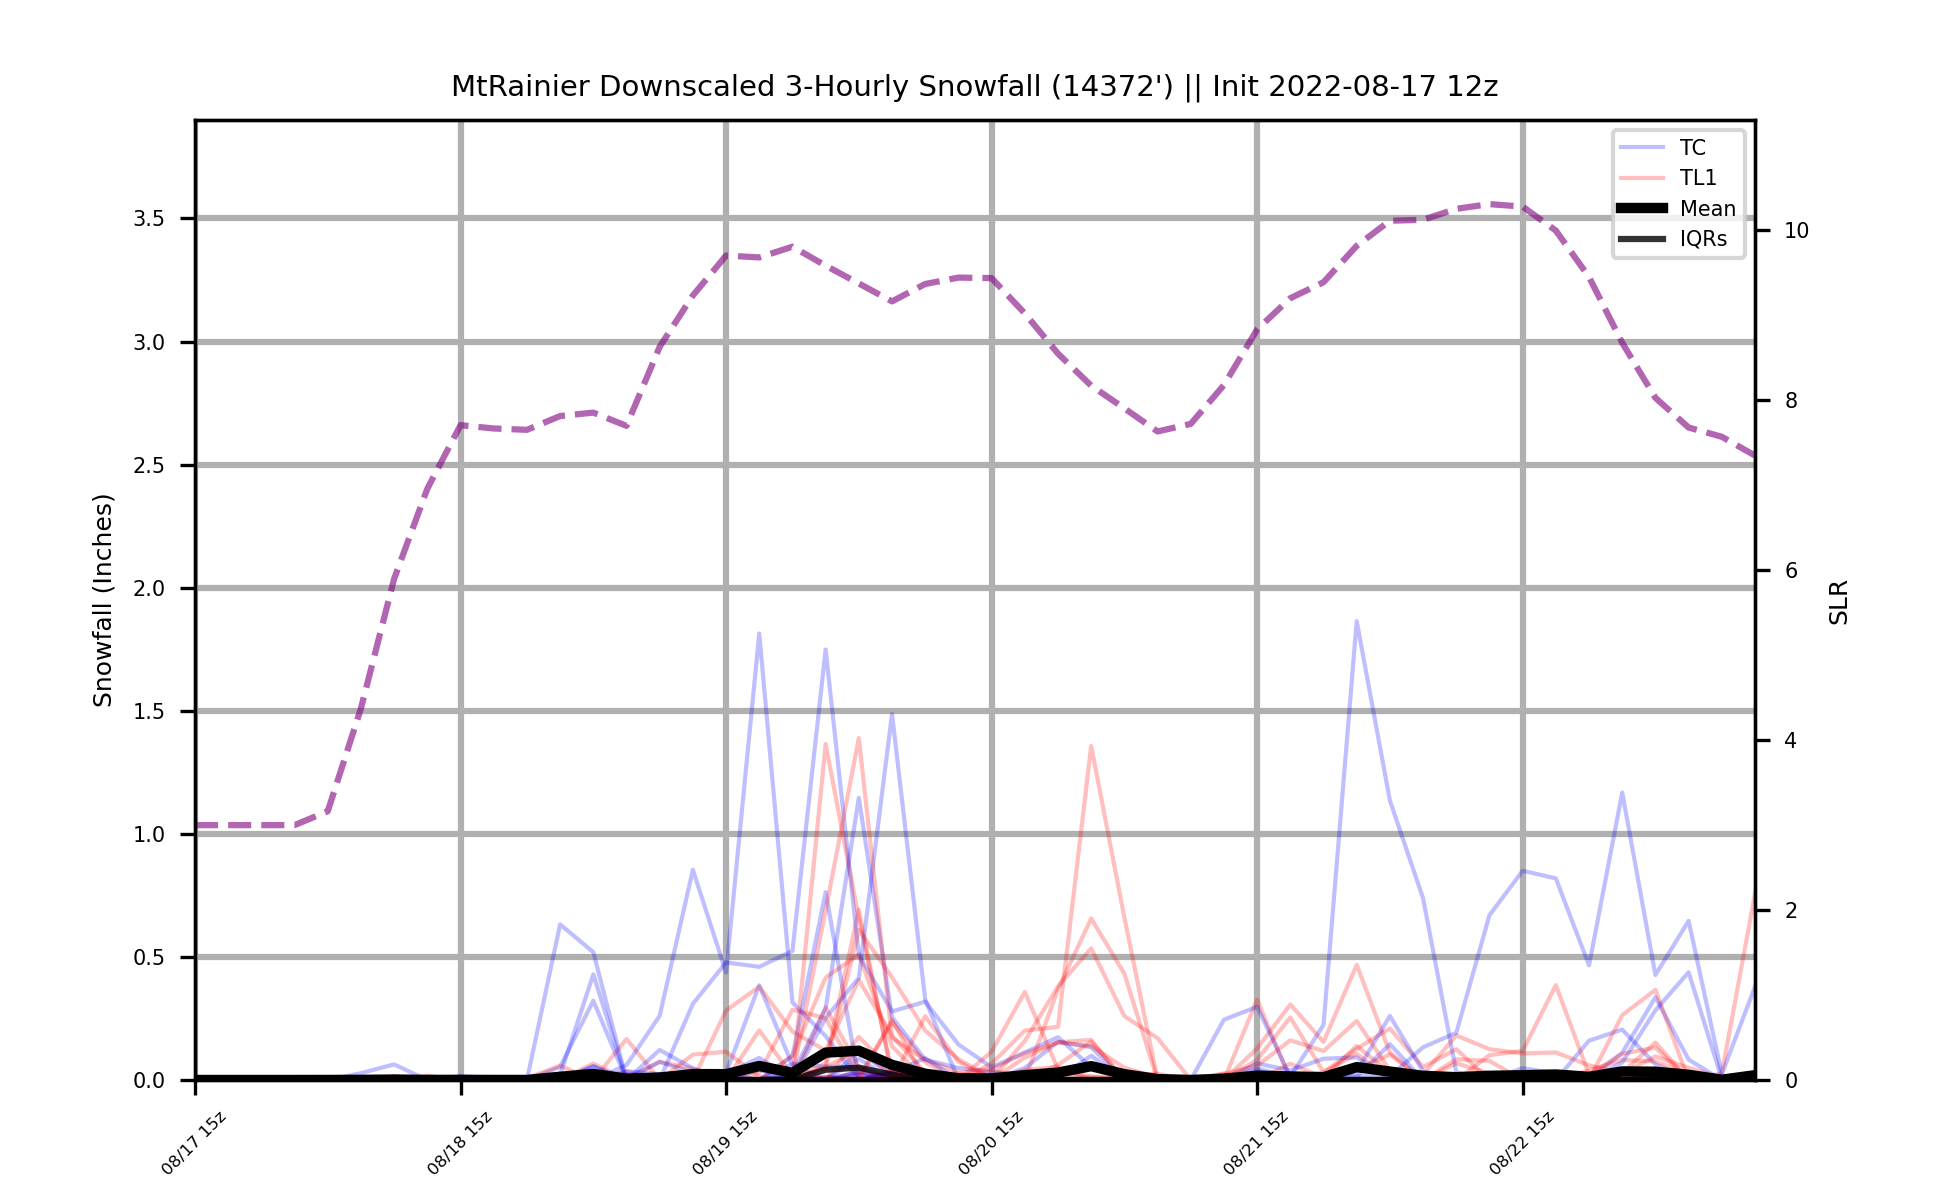 MtRainier Downscaled 3-Hourly Snowfall (14372') || Init 2022-08-17 12z
TC
TL1
Mean
IQRs
3.5
3.0
2.5
2.0
1.5
1.0
0.5
0.0
Snowfall (Inches)
10
8
6
4
2
0
SLR
08/17 15z
08/18 15z
08/19 15z
08/20 15z
08/21 15z
08/22 15z